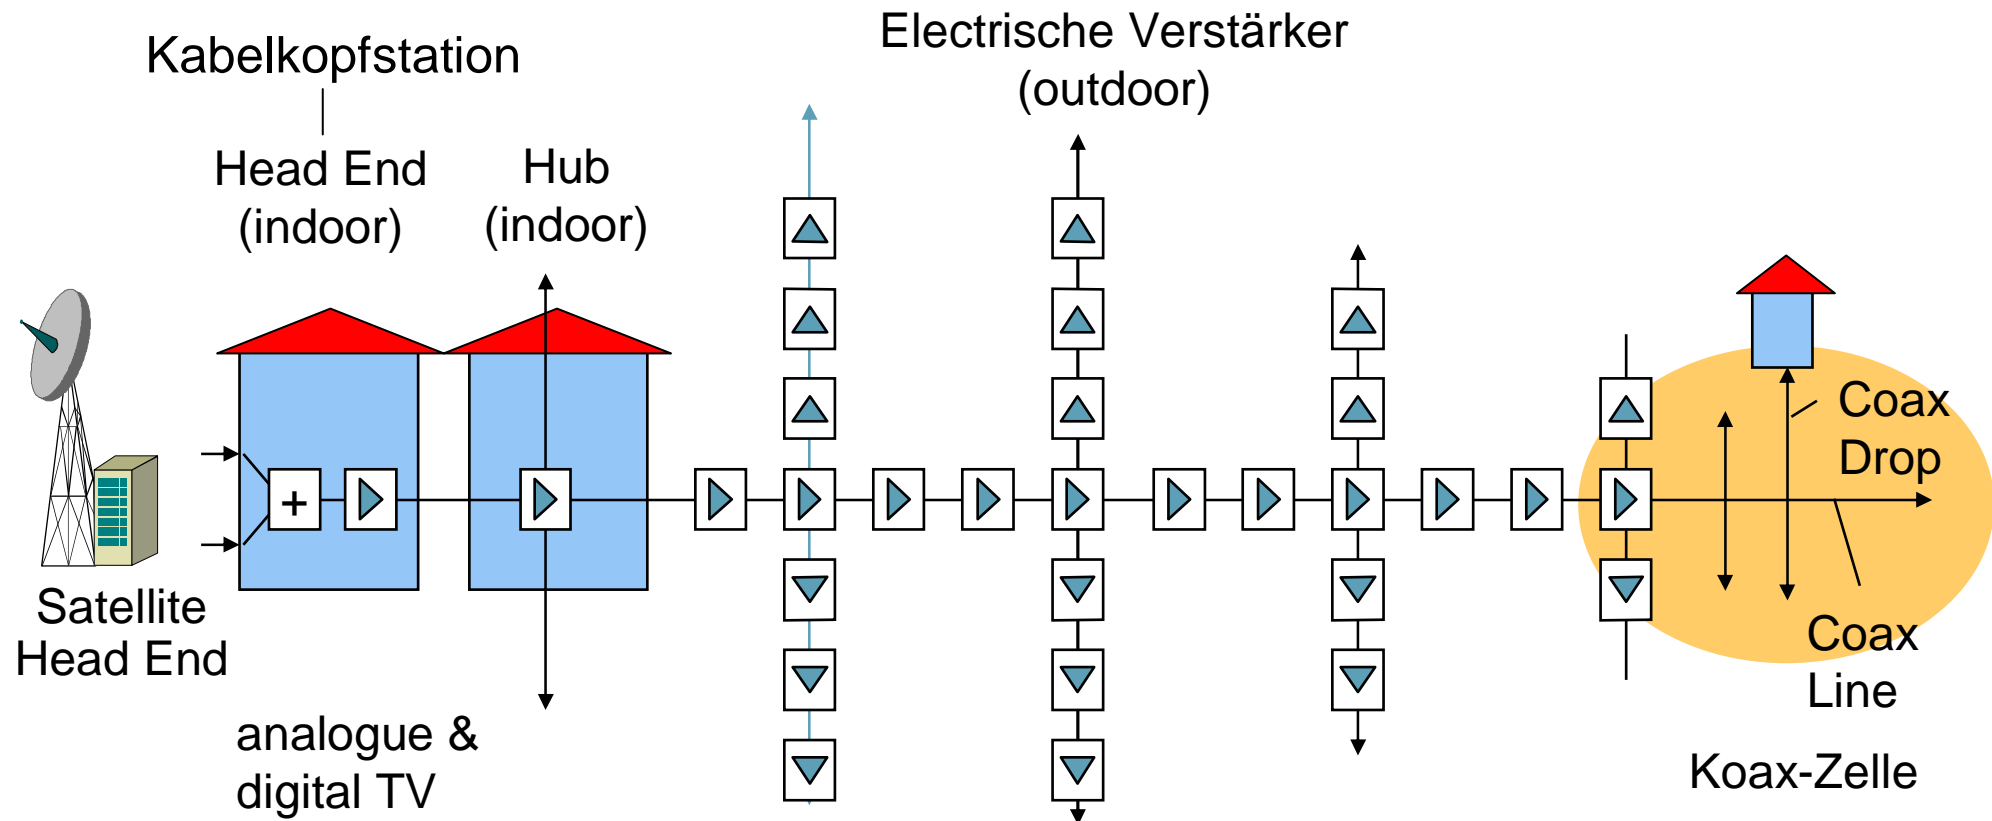 Kabelkopfstation
Head End
(indoor)
Hub
(indoor)
Electrische Verstärker
(outdoor)
+
Satellite
Head End
analogue &
digital TV
Coax
Drop
Coax
Line
Koax-Zelle